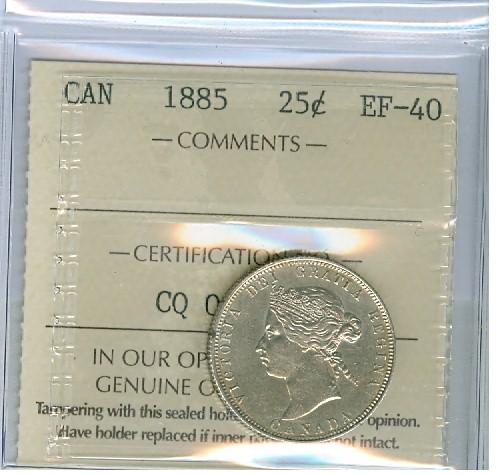 CAN 1885 25¢ EF-40
— COMMENTS —
— CERTIFICATION —
CQ
IN OUR OP
GENUINE O
Tampering with this sealed hol opinion.
Have holder replaced if inner not intact.
VICTORIA DEI GRATIA REGINA
CANADA